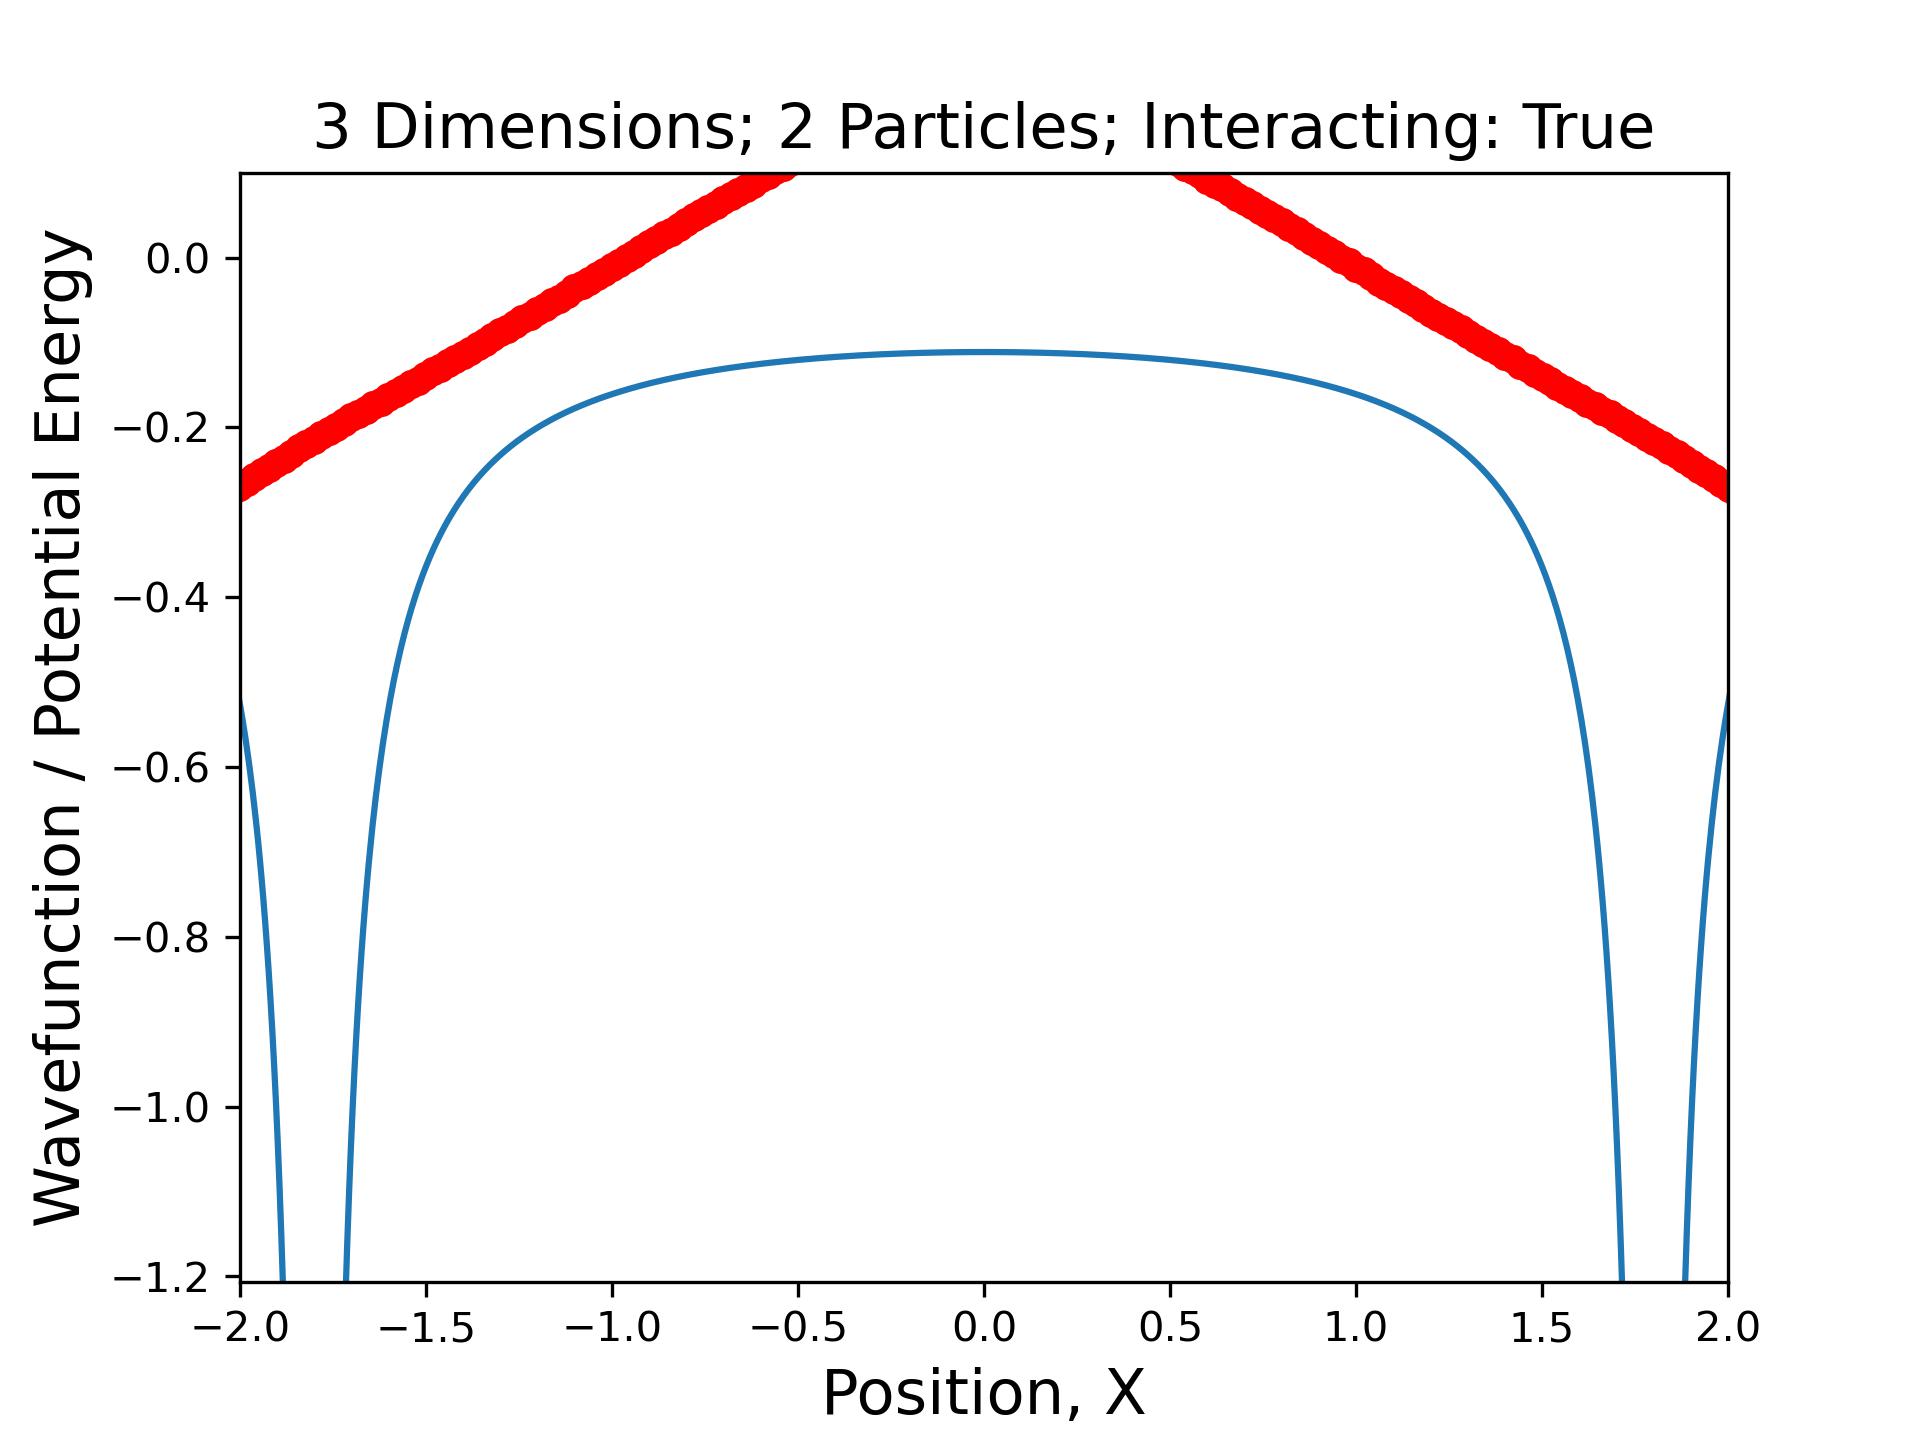 3 Dimensions; 2 Particles; Interacting: True
Wavefunction / Potential Energy
0.0
−0.2
−0.4
−0.6
−0.8
−1.0
−1.2
−2.0 −1.5 −1.0 −0.5 0.0 0.5 1.0 1.5 2.0
Position, X